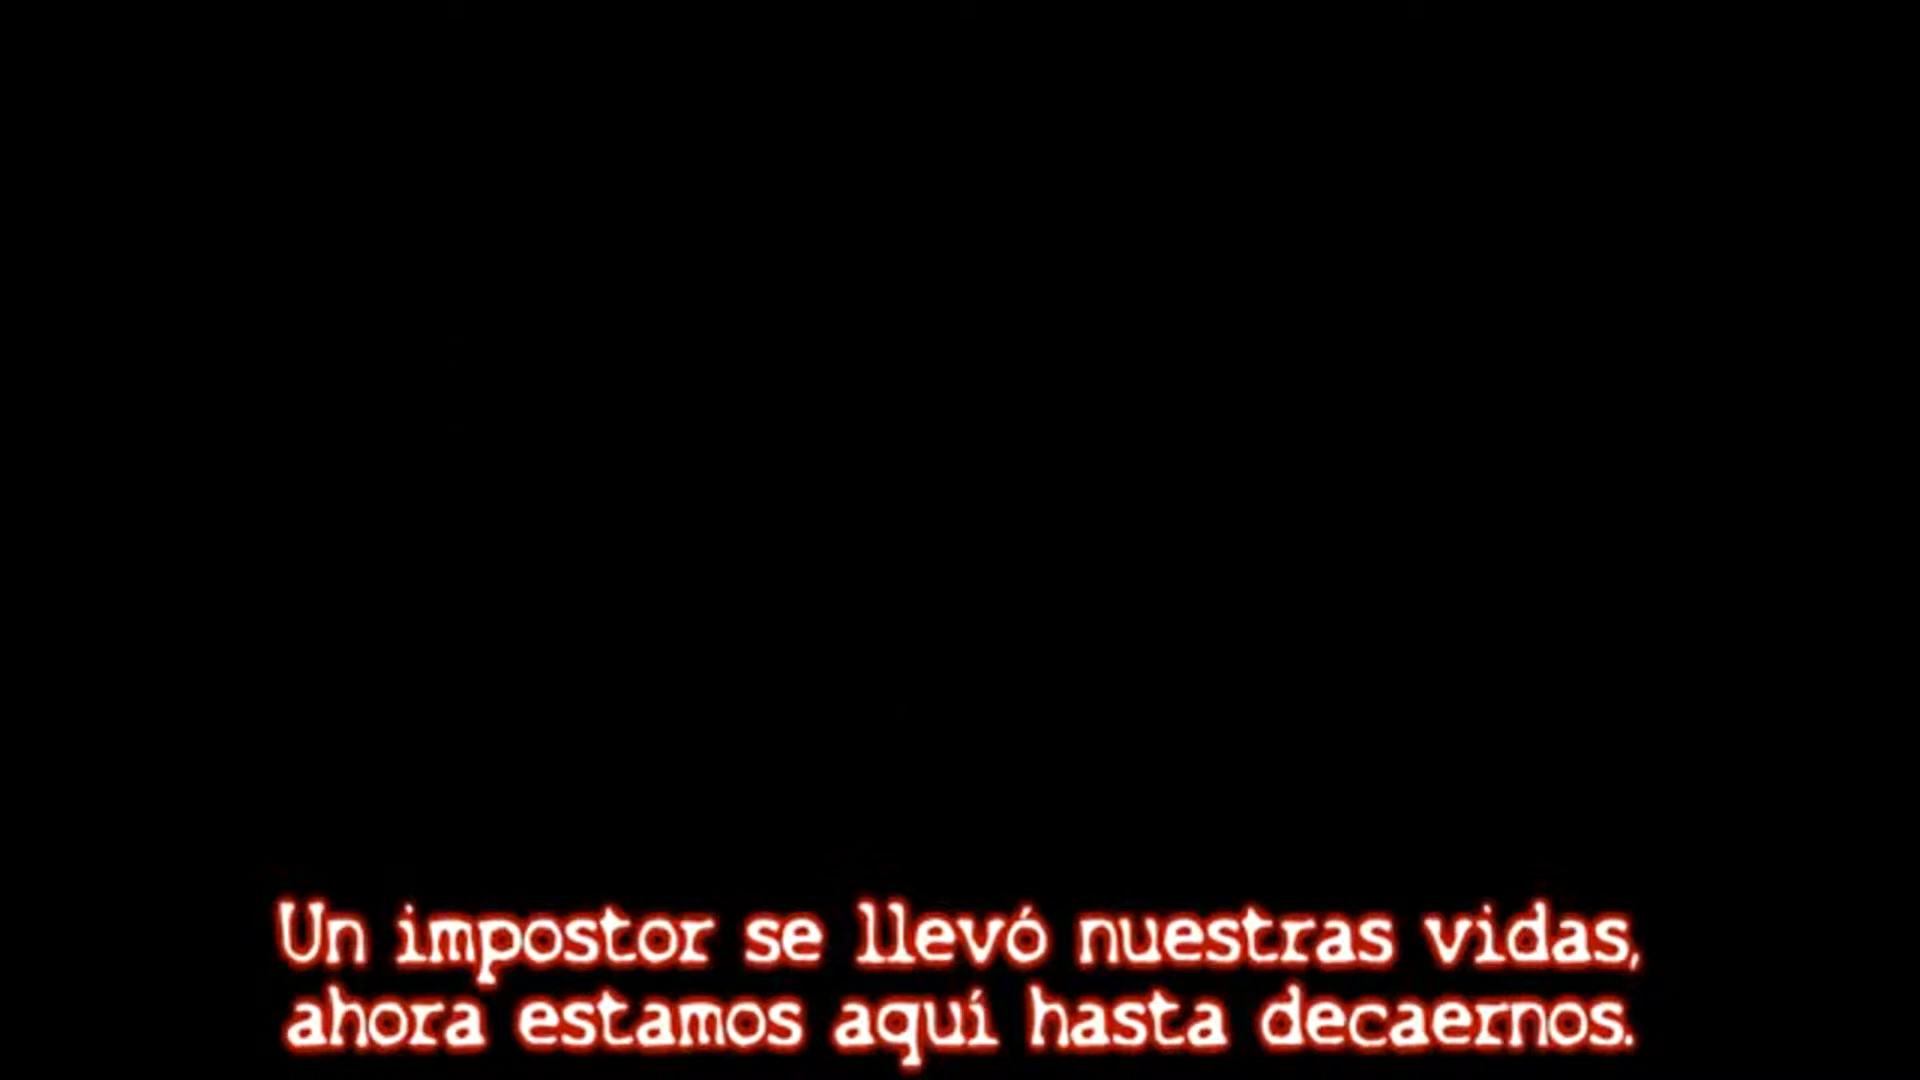 Un impostor se llevó nuestras vidas,
ahora estamos aquí hasta decaernos.